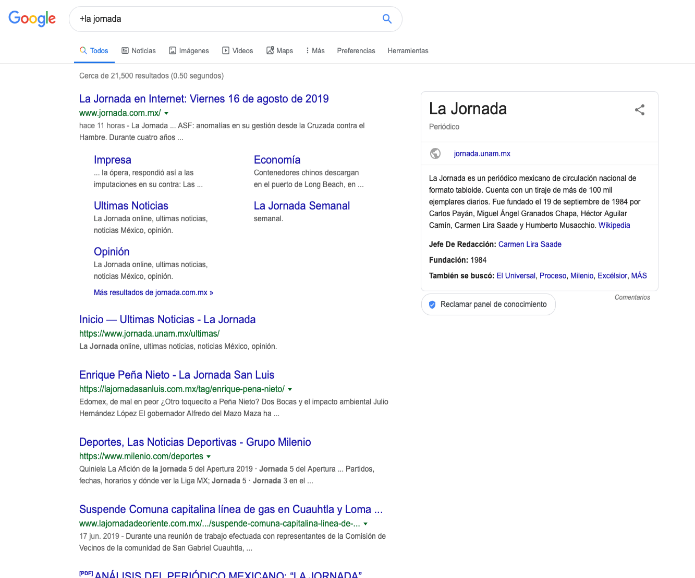 Google
+la jornada
Todos Noticias Imágenes Videos Maps Más Preferencias Herramientas
Cerca de 21,500 resultados (0.50 segundos)
La Jornada en Internet: Viernes 16 de agosto de 2019
www.jornada.com.mx/
hace 11 horas - La Jornada ... ASF: anomalías en su gestión desde la Cruzada contra el
Hambre. Durante cuatro años ...
Impresa
... la ópera, respondió así a las
imputaciones en su contra: Las ...
Economía
Contenedores chinos descargan
en el puerto de Long Beach, en ...
Ultimas Noticias
La Jornada online, ultimas noticias,
noticias México, opinión.
La Jornada Semanal
semanal.
Opinión
La Jornada online, ultimas noticias,
noticias México, opinión.
Más resultados de jornada.com.mx »
Inicio — Ultimas Noticias - La Jornada
https://www.jornada.unam.mx/ultimas/
La Jornada online, ultimas noticias, noticias México, opinión.
Enrique Peña Nieto - La Jornada San Luis
https://lajornadasanluis.com.mx/tag/enrique-pena-nieto/
Edomex, de mal en peor ¿Otro toquecito a Peña Nieto? Dos Bocas y el impacto ambiental Julio
Hernández López El gobernador Alfredo del Mazo Maza ha ...
Deportes, Las Noticias Deportivas - Grupo Milenio
https://www.milenio.com/deportes
Quiniela La Afición de la jornada 5 del Apertura 2019 · Jornada 5 del Apertura ... Partidos,
fechas, horarios y dónde ver la Liga MX; Jornada 5 · Jornada 3 en el ...
Suspende Comuna capitalina línea de gas en Cuauhtla y Loma ...
www.lajornadadeoriente.com.mx/.../suspende-comuna-capitalina-linea-de-...
17 jun. 2019 - Durante una reunión de trabajo efectuada con representantes de la Comisión de
Vecinos de la comunidad de San Gabriel Cuauhtla, ...
[PDF] ANÁLISIS DEL PERIÓDICO MEXICANO: “LA JORNADA”
La Jornada
Periódico
jornada.unam.mx
La Jornada es un periódico mexicano de circulación nacional de
formato tabloide. Cuenta con un tiraje de más de 100 mil
ejemplares diarios. Fue fundado el 19 de septiembre de 1984 por
Carlos Payán, Miguel Ángel Granados Chapa, Héctor Aguilar
Camín, Carmen Lira Saade y Humberto Musacchio. Wikipedia
Jefe De Redacción: Carmen Lira Saade
Fundación: 1984
También se buscó: El Universal, Proceso, Milenio, Excélsior, MÁS
Comentarios
Reclamar panel de conocimiento